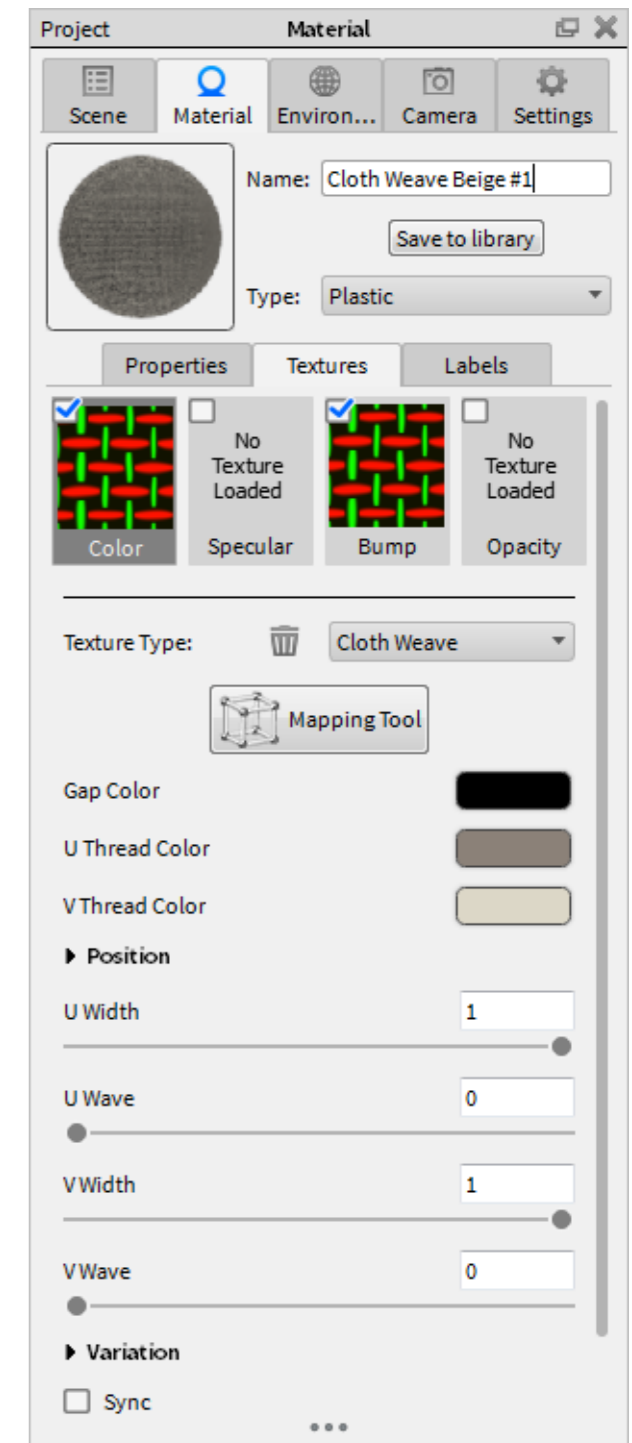 Project Material
Scene Material Environ... Camera Settings
Name: Cloth Weave Beige #1
Save to library
Type: Plastic
Properties Textures Labels
No Texture Loaded No Texture Loaded
Color Specular Bump Opacity
Texture Type: Cloth Weave
Mapping Tool
Gap Color
U Thread Color
V Thread Color
Position
U Width 1
U Wave 0
V Width 1
V Wave 0
Variation
Sync